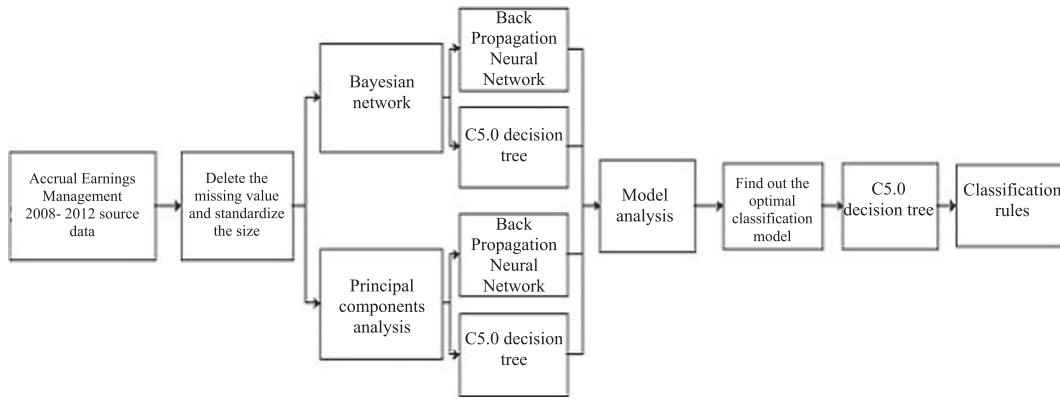 Accrual Earnings
Management
2008- 2012 source
data
Delete the
missing value
and standardize
the size
Bayesian
network
Back
Propagation
Neural
Network
C5.0 decision
tree
Principal
components
analysis
Back
Propagation
Neural
Network
C5.0 decision
tree
Model
analysis
Find out the
optimal
classification
model
C5.0
decision tree
Classification
rules